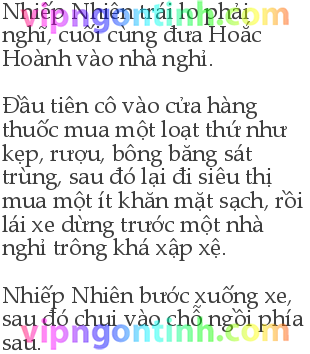 Nhiếp Nhiên trái lo phải
nghĩ, cuối cùng đưa Hoắc
Hoành vào nhà nghỉ.
Đầu tiên cô vào cửa hàng
thuốc mua một loạt thứ như
kẹp, rượu, bông băng sát
trùng, sau đó lại đi siêu thị
mua một ít khăn mặt sạch, rồi
lái xe dừng trước một nhà
nghỉ trông khá xập xệ.
Nhiếp Nhiên bước xuống xe,
sau đó chui vào chỗ ngồi phía
sau.
vipngontinh.com
vipngontinh.com